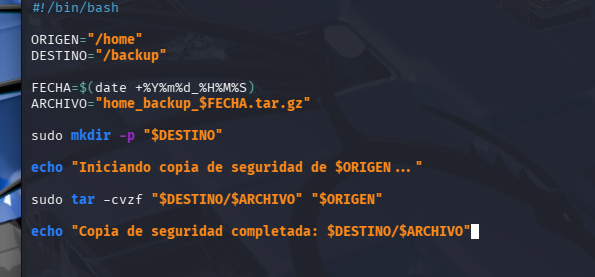 #!/bin/bash
ORIGEN="/home"
DESTINO="/backup"
FECHA=$(date +%Y%m%d_%H%M%S)
ARCHIVO="home_backup_$FECHA.tar.gz"
sudo mkdir -p "$DESTINO"
echo "Iniciando copia de seguridad de $ORIGEN..."
sudo tar -cvzf "$DESTINO/$ARCHIVO" "$ORIGEN"
echo "Copia de seguridad completada: $DESTINO/$ARCHIVO"